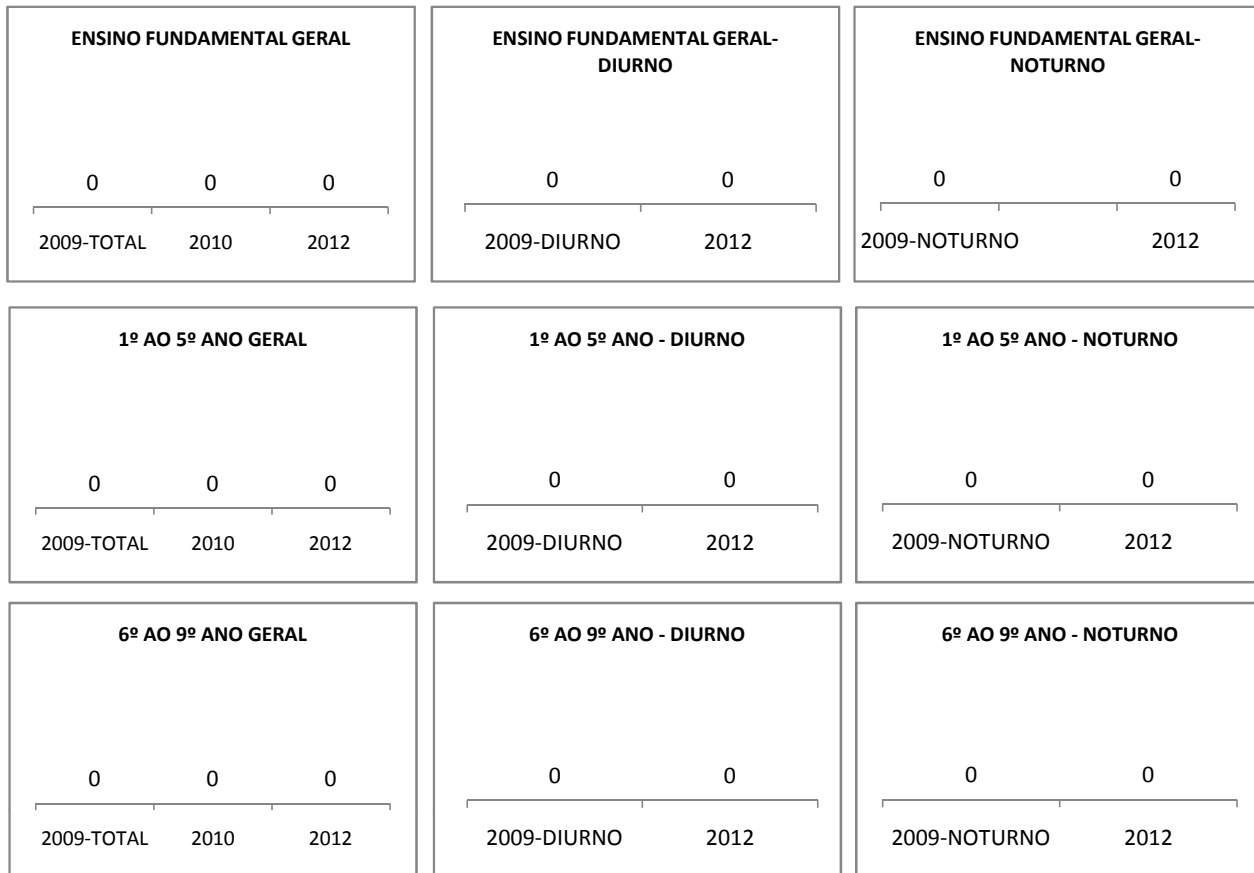 ENSINO FUNDAMENTAL GERAL
0 0 0
2009-TOTAL 2010 2012
ENSINO FUNDAMENTAL GERAL-
DIURNO
0 0
2009-DIURNO 2012
ENSINO FUNDAMENTAL GERAL-
NOTURNO
0 0
2009-NOTURNO 2012
1º AO 5º ANO GERAL
0 0 0
2009-TOTAL 2010 2012
1º AO 5º ANO - DIURNO
0 0
2009-DIURNO 2012
1º AO 5º ANO - NOTURNO
0 0
2009-NOTURNO 2012
6º AO 9º ANO GERAL
0 0 0
2009-TOTAL 2010 2012
6º AO 9º ANO - DIURNO
0 0
2009-DIURNO 2012
6º AO 9º ANO - NOTURNO
0 0
2009-NOTURNO 2012